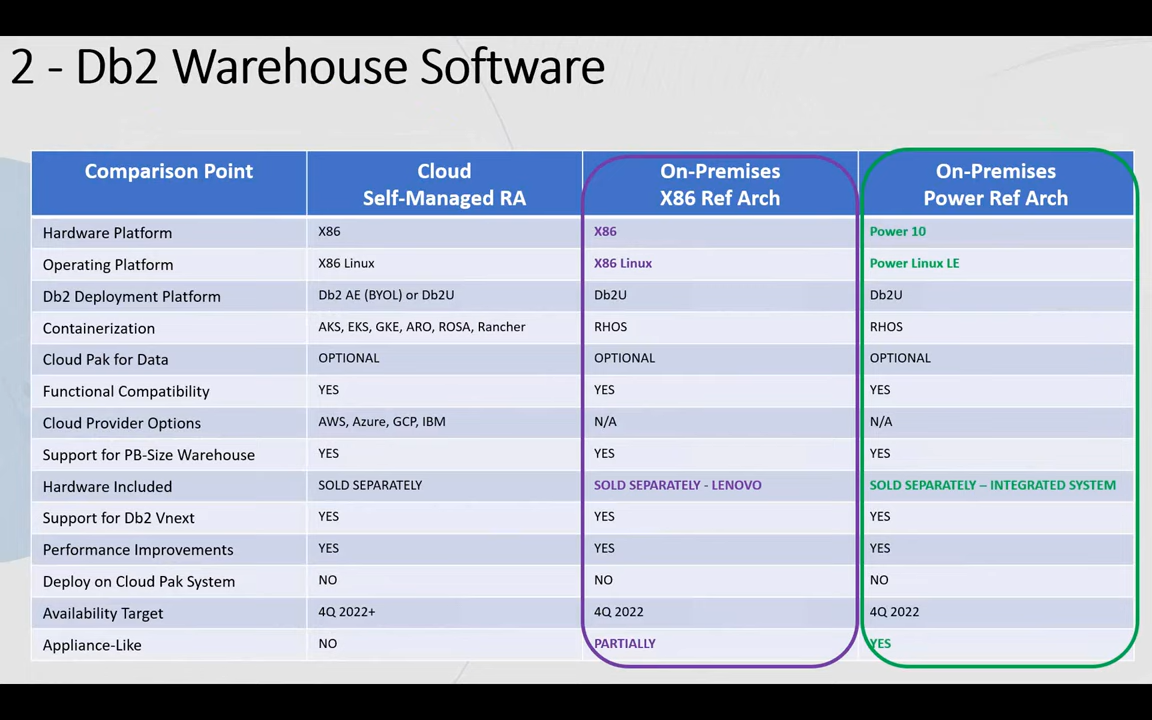 2 - Db2 Warehouse Software
Comparison Point
Cloud
Self-Managed RA
On-Premises
X86 Ref Arch
On-Premises
Power Ref Arch
Hardware Platform X86 X86 Power 10
Operating Platform X86 Linux X86 Linux Power Linux LE
Db2 Deployment Platform Db2 AE (BYOL) or Db2U Db2U Db2U
Containerization AKS, EKS, GKE, ARO, ROSA, Rancher RHOS RHOS
Cloud Pak for Data OPTIONAL OPTIONAL OPTIONAL
Functional Compatibility YES YES YES
Cloud Provider Options AWS, Azure, GCP, IBM N/A N/A
Support for PB-Size Warehouse YES YES YES
Hardware Included SOLD SEPARATELY SOLD SEPARATELY - LENOVO SOLD SEPARATELY – INTEGRATED SYSTEM
Support for Db2 Vnext YES YES YES
Performance Improvements YES YES YES
Deploy on Cloud Pak System NO NO NO
Availability Target 4Q 2022+ 4Q 2022 4Q 2022
Appliance-Like NO PARTIALLY YES